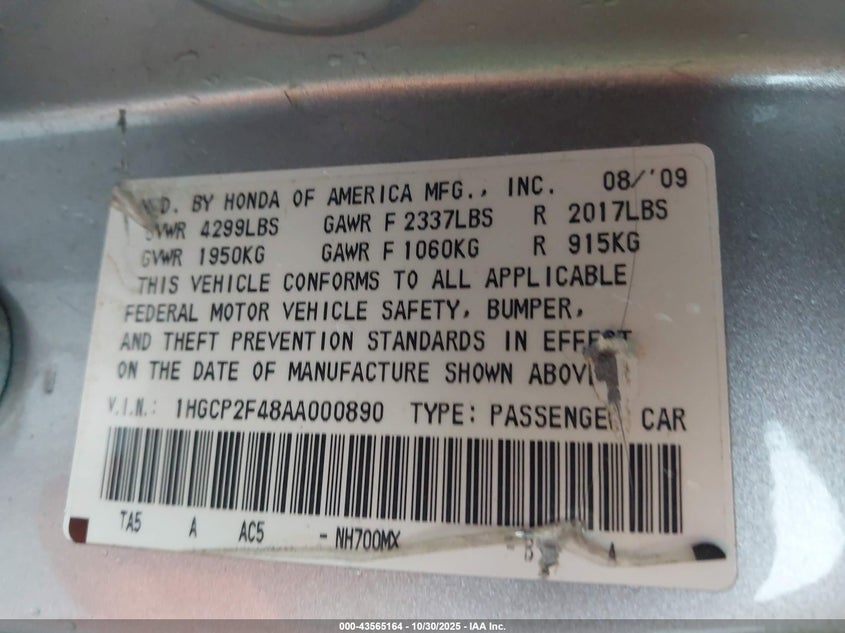 BY HONDA OF AMERICA MFG., INC. 08/'09
GVWR 4299LBS GAWR F 2337LBS R 2017LBS
GVWR 1950KG GAWR F 1060KG R 915KG
THIS VEHICLE CONFORMS TO ALL APPLICABLE
FEDERAL MOTOR VEHICLE SAFETY, BUMPER,
AND THEFT PREVENTION STANDARDS IN EFFECT
ON THE DATE OF MANUFACTURE SHOWN ABOVE
V.I.N.: 1HGCP2F48AA000890 TYPE: PASSENGER CAR
TA5 A AC5 - NH700MX - B
000-43565164 - 10/30/2025 - IAA Inc.